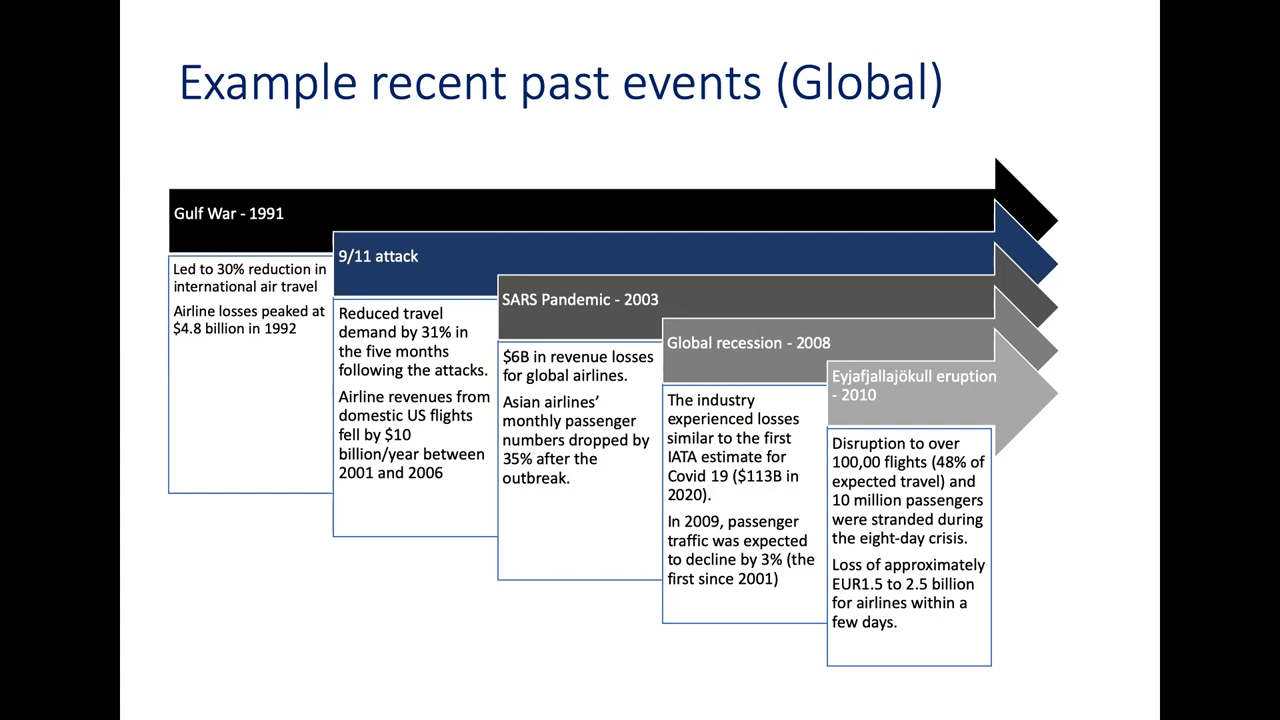 Example recent past events (Global)
Gulf War - 1991
Led to 30% reduction in
international air travel
Airline losses peaked at
$4.8 billion in 1992
9/11 attack
Reduced travel
demand by 31% in
the five months
following the attacks.
Airline revenues from
domestic US flights
fell by $10
billion/year between
2001 and 2006
SARS Pandemic - 2003
$6B in revenue losses
for global airlines.
Asian airlines’
monthly passenger
numbers dropped by
35% after the
outbreak.
Global recession - 2008
The industry
experienced losses
similar to the first
IATA estimate for
Covid 19 ($113B in
2020).
In 2009, passenger
traffic was expected
to decline by 3% (the
first since 2001)
Eyjafjallajökull eruption
- 2010
Disruption to over
100,00 flights (48% of
expected travel) and
10 million passengers
were stranded during
the eight-day crisis.
Loss of approximately
EUR1.5 to 2.5 billion
for airlines within a
few days.